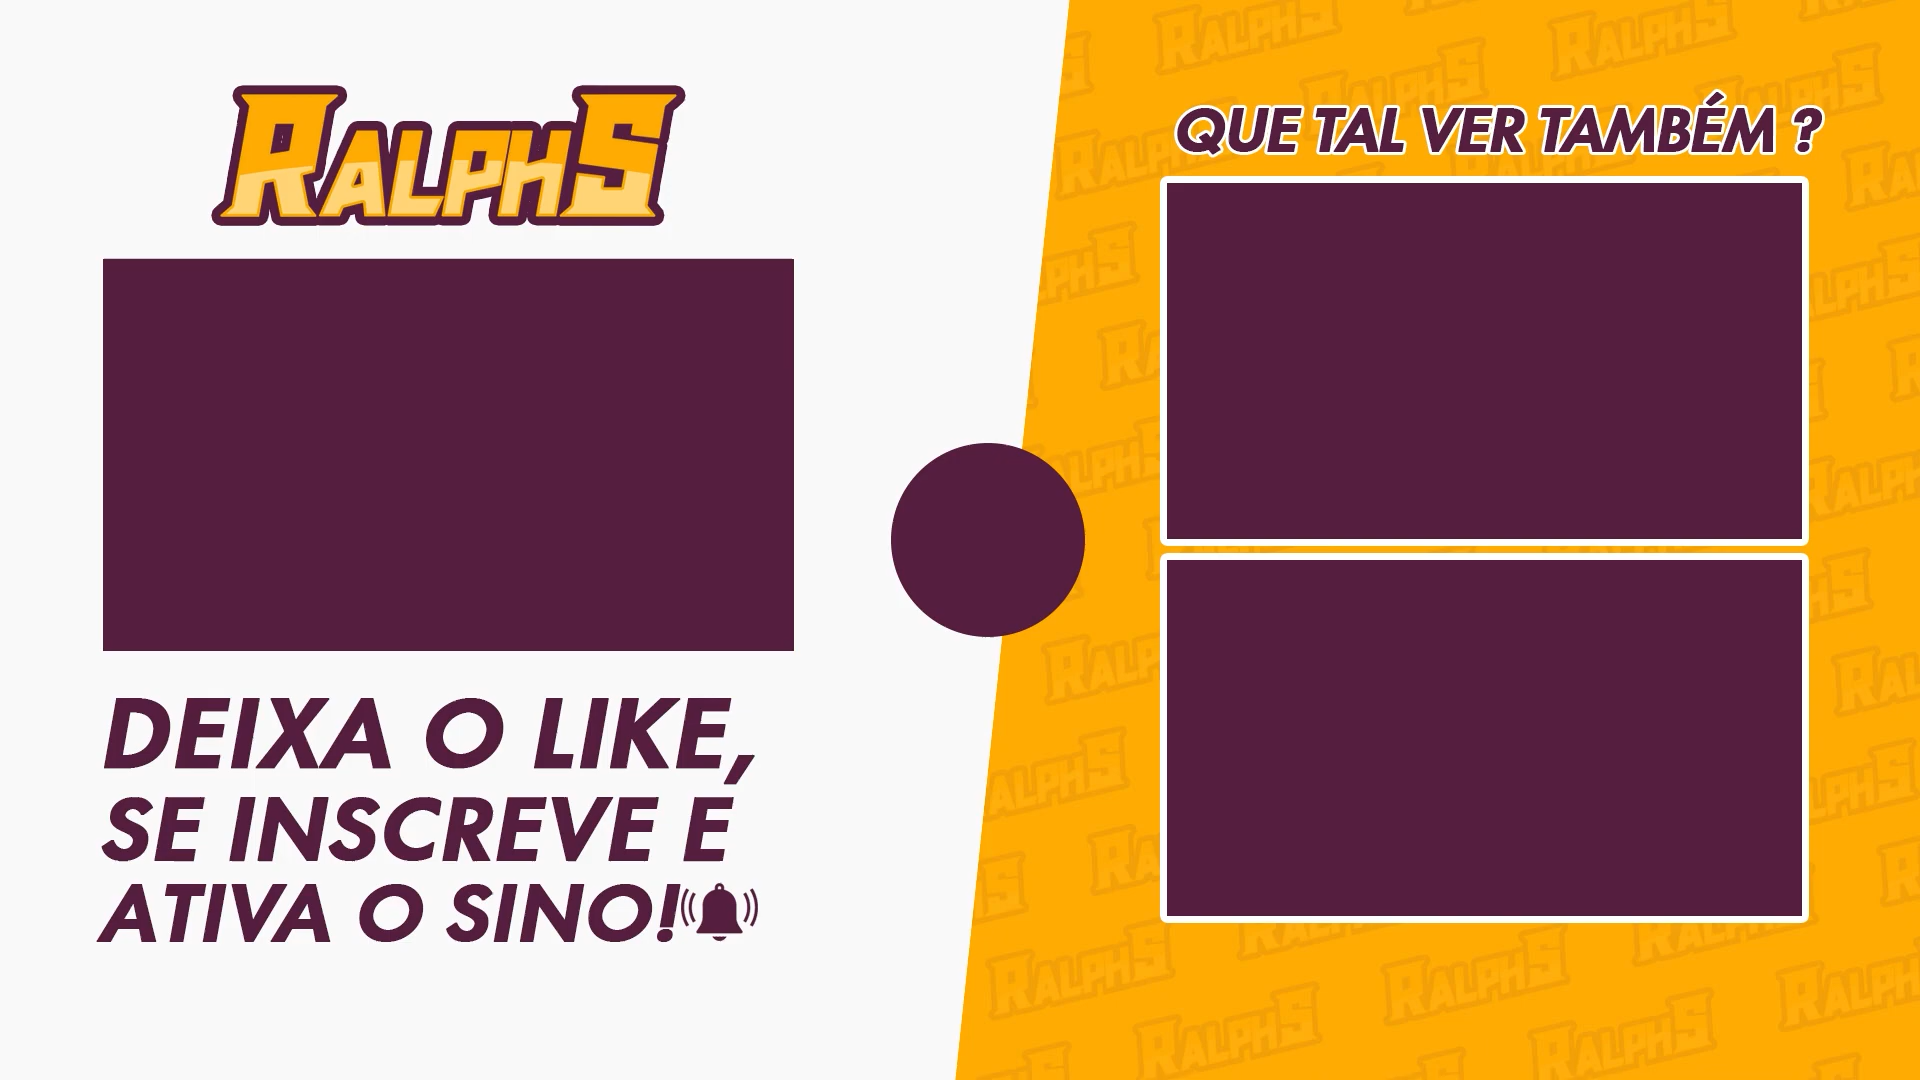 RALPHS
DEIXA O LIKE,
SE INSCREVE E
ATIVA O SINO!
QUE TAL VER TAMBÉM ?